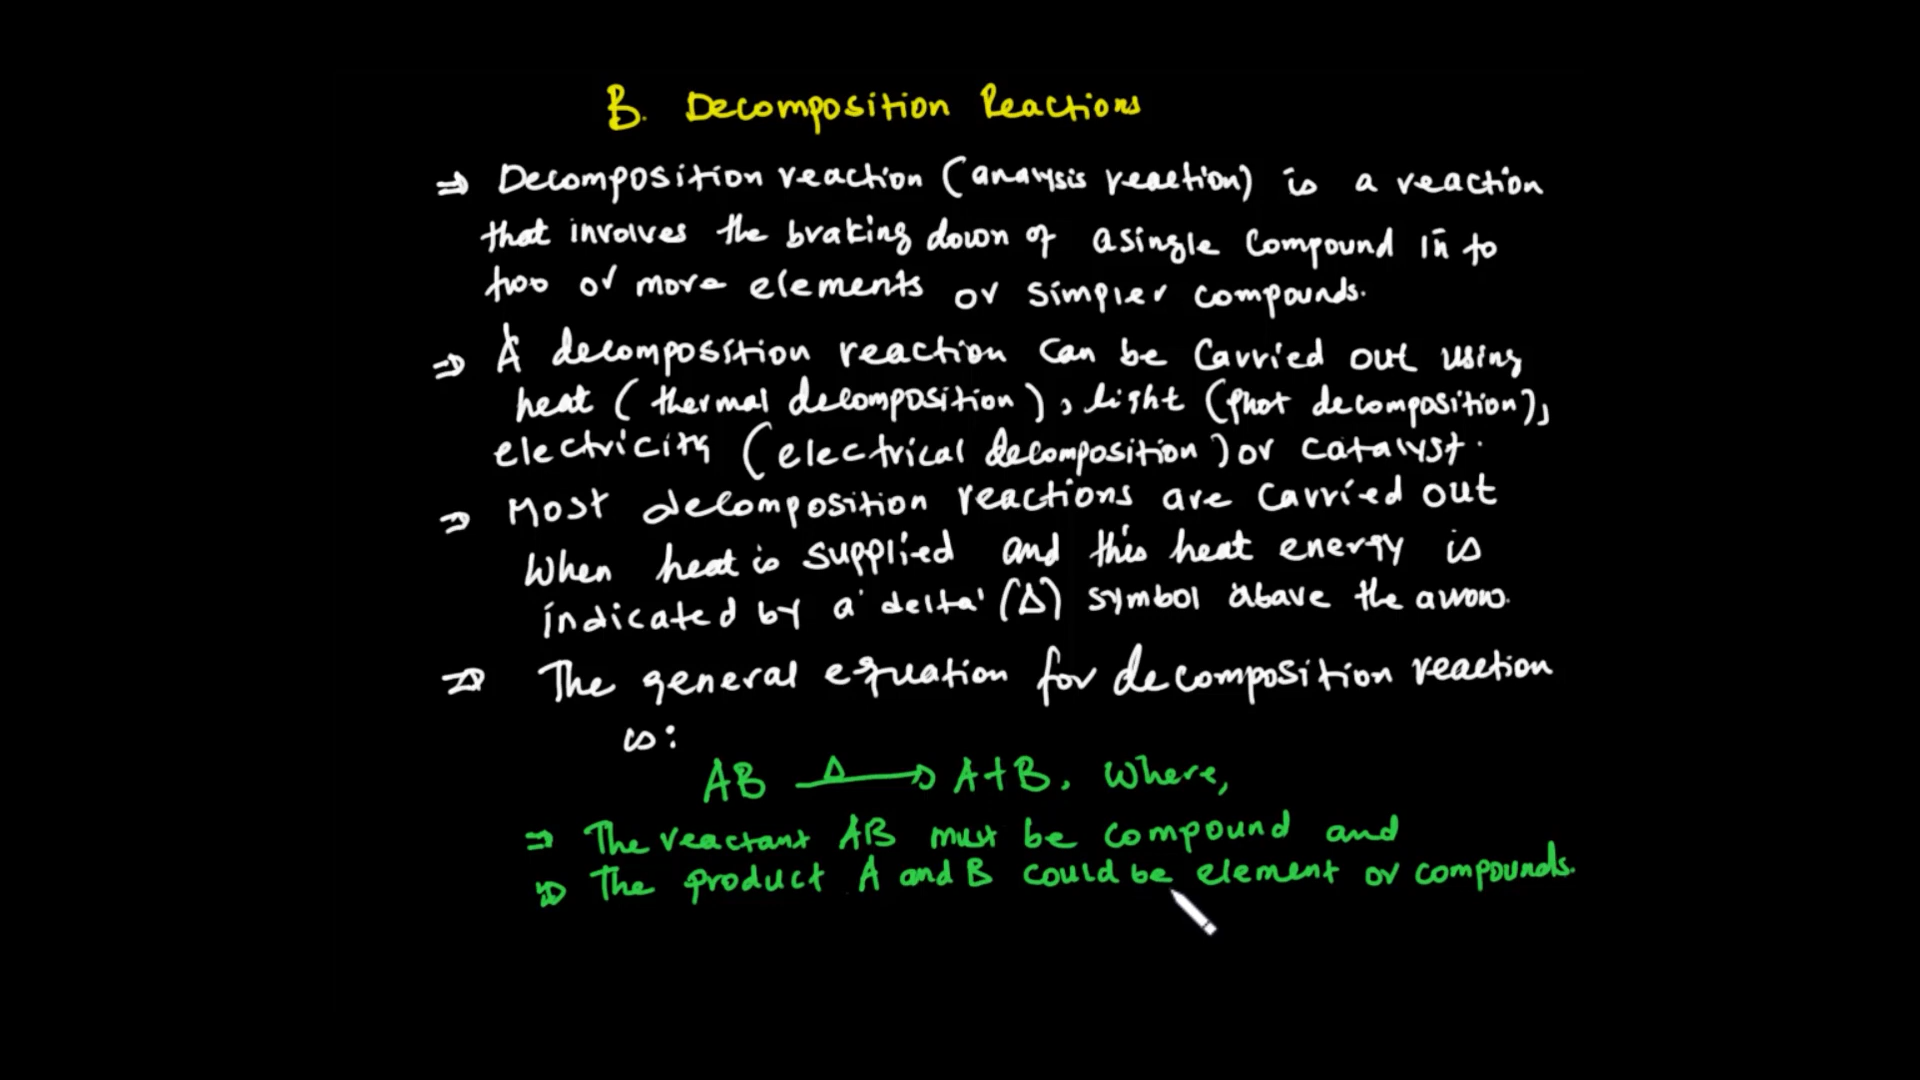 B. Decomposition Reactions
⇒ Decomposition reaction (analysis reaction) is a reaction
that involves the braking down of a single compound in to
two or more elements or simpler compounds.
⇒ A decomposition reaction can be carried out using
heat (thermal decomposition), light (phot decomposition),
electricity (electrical decomposition) or catalyst.
⇒ Most decomposition reactions are carried out
When heat is supplied and this heat energy is
indicated by a 'delta' (Δ) symbol above the arrow.
⇒ The general equation for decomposition reaction
is:
AB —Δ→ A+B, Where,
⇒ The reactant AB must be compound and
⇒ The product A and B could be element or compounds.